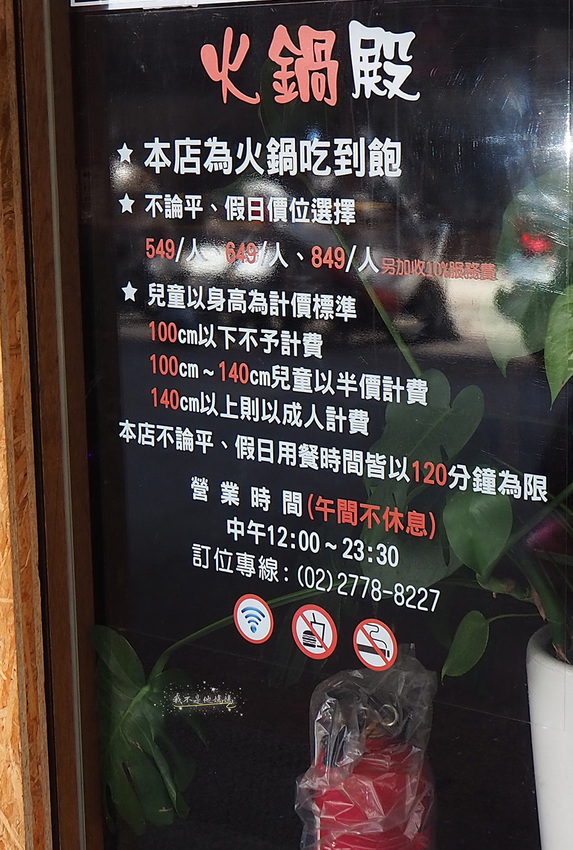 火鍋殿
★ 本店為火鍋吃到飽
★ 不論平、假日價位選擇
549/人、649/人、849/人 另加收10%服務費
★ 兒童以身高為計價標準
100cm以下不予計費
100cm~140cm兒童以半價計費
140cm以上則以成人計費
本店不論平、假日用餐時間皆以120分鐘為限
營業時間(午間不休息)
中午12:00~23:30
訂位專線:(02)2778-8227
我不是他媽媽